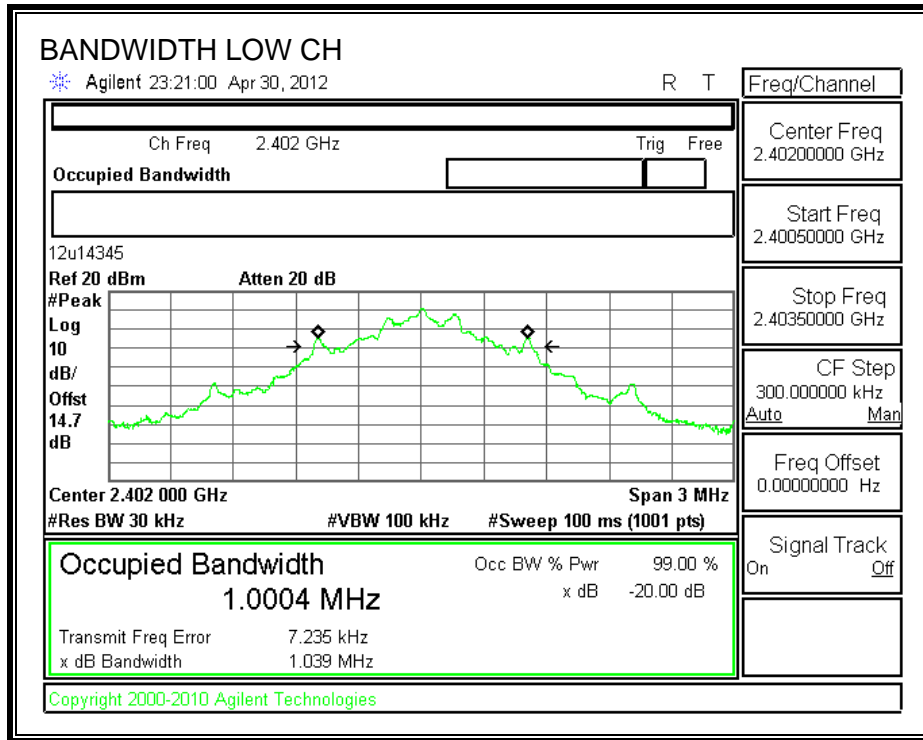 BANDWIDTH LOW CH
Agilent 23:21:00 Apr 30, 2012 R T
Freq/Channel
Ch Freq 2.402 GHz Trig Free
Occupied Bandwidth
Center Freq
2.40200000 GHz
Start Freq
2.40050000 GHz
Stop Freq
2.40350000 GHz
CF Step
300.000000 kHz
Auto Man
Freq Offset
0.00000000 Hz
Signal Track
On Off
12u14345
Ref 20 dBm Atten 20 dB
#Peak
Log
10
dB/
Offst
14.7
dB
Center 2.402 000 GHz Span 3 MHz
#Res BW 30 kHz #VBW 100 kHz #Sweep 100 ms (1001 pts)
Occupied Bandwidth Occ BW % Pwr 99.00 %
1.0004 MHz x dB -20.00 dB
Transmit Freq Error 7.235 kHz
x dB Bandwidth 1.039 MHz
Copyright 2000-2010 Agilent Technologies